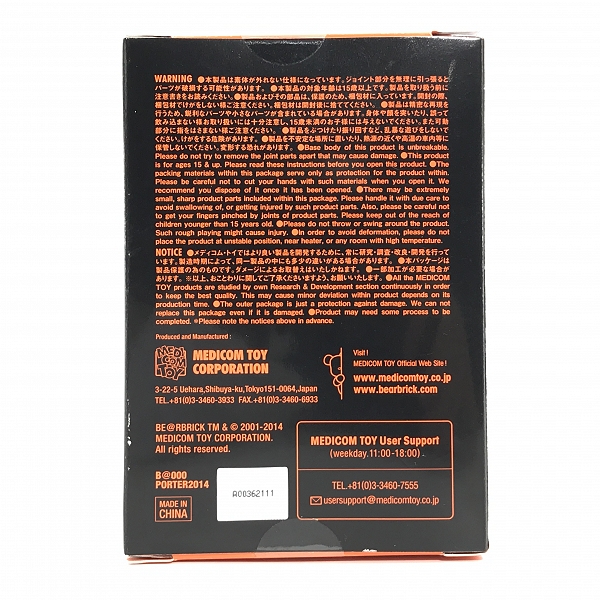 WARNING ●本製品は素体が外れない仕様になっています。ジョイント部分を無理に引っ張ると
パーツが破損する可能性があります。 ●本製品の対象年齢は15歳以上です。製品を取り扱う前に
注意書きをお読みください。 ●製品およびその部品は、保護のため、梱包材に入っています。開封の際、
梱包材でけがをしない様ご注意ください。梱包材は開封後に捨ててください。 ●製品は精密な再現を
行うため、鋭利なパーツや小さなパーツが含まれている場合があります。身体や顔を突いたり、誤って
飲み込まない様お取り扱いには十分注意し、15歳未満のお子様には与えないでください。また可動
部分に指をはさまない様ご注意ください。 ●製品をぶつけたり振り回すなど、乱暴な遊びをしないで
ください。けがをする危険があります。 ●製品を不安定な場所に置いたり、熱源の近くや高温の車内等に
保管しないでください。変形する恐れがあります。 ●Base body of this product is unbreakable.
Please do not try to remove the joint parts apart that may cause damage. ●This product
is for ages 15 & up. Please read these instructions before you open this product. ●The
packing materials within this package serve only as protection for the product within.
Please be careful not to cut your hands with such materials when you open it. We
recommend you dispose of it once it has been opened. ●There may be extremely
small, sharp product parts included within this package. Please handle it with due care to
avoid swallowing of, or getting injured by such product parts. Also, please be careful not
to get your fingers pinched by joints of product parts. Please keep out of the reach of
children younger than 15 years old. ●Please do not throw or swing around the product.
Such rough playing might cause injury. ●In order to avoid deformation, please do not
place the product at unstable position, near heater, or any room with high temperature.
NOTICE ●メディコム・トイではより良い製品を開発するために、常に研究・調査・改良・開発を行って
います。製造時期によって、同一製品の中にも多少の違いがある場合があります。 ●本パッケージは
製品保護の為のものです。ダメージによるお取替えはいたしかねます。 ●一部加工が必要な場合が
あります。 ※以上、おことわりに関してご了承くださいますよう、お願いいたします。 ●All the MEDICOM
TOY products are studied by own Research & Development section continuously in order
to keep the best quality. This may cause minor deviation within product depends on its
production time. ●The outer package is just a protection against damage. We can not
replace this package even if it is damaged. ●Product may need some process to be
completed. ※Please note the notices above in advance.
Produced and Manufactured :
MEDICOM TOY
MEDICOM TOY
CORPORATION
3-22-5 Uehara,Shibuya-ku,Tokyo151-0064,Japan
TEL.+81(0)3-3460-3933 FAX.+81(0)3-3460-6933
Visit !
MEDICOM TOY Official Web Site !
www.medicomtoy.co.jp
www.bearbrick.com
BE@RBRICK TM & © 2001-2014
MEDICOM TOY CORPORATION.
All rights reserved.
B@000
PORTER2014
MADE IN
CHINA
A00362111
MEDICOM TOY User Support
(weekday.11:00-18:00)
TEL.+81(0)3-3460-7555
usersupport@medicomtoy.co.jp